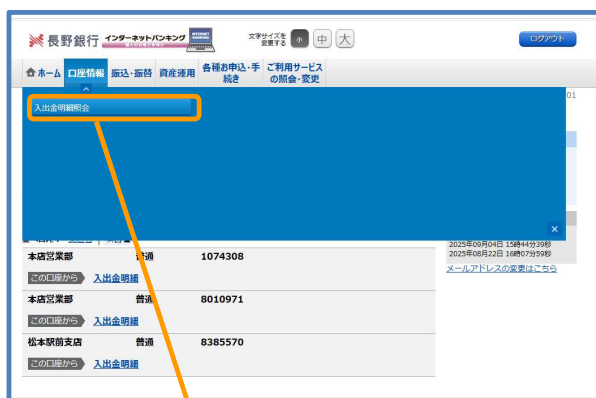 長野銀行 インターネットバンキング INTERNET BANKING 文字サイズを変更する 小 中 大 ログアウト
ホーム 口座情報 振込・振替 資産運用 各種お申込・手続き ご利用サービスの照会・変更
01
入出金明細照会
×
2025年09月04日 15時44分39秒
2025年08月22日 16時07分59秒
メールアドレスの変更はこちら
本店営業部 普通 1074308
この口座から 入出金明細
本店営業部 普通 8010971
この口座から 入出金明細
松本駅前支店 普通 8385570
この口座から 入出金明細